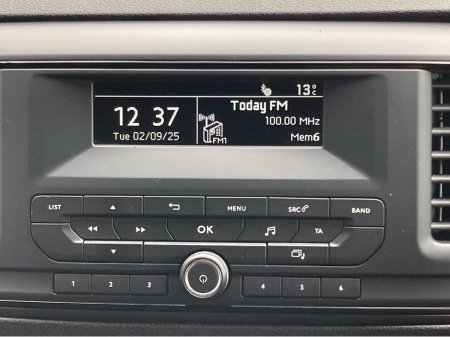 13°C
12 37
Tue 02/09/25
Today FM
100.00 MHz
FM1
Mem6
LIST
MENU
SRC
BAND
OK
TA
1 2 3 4 5 6